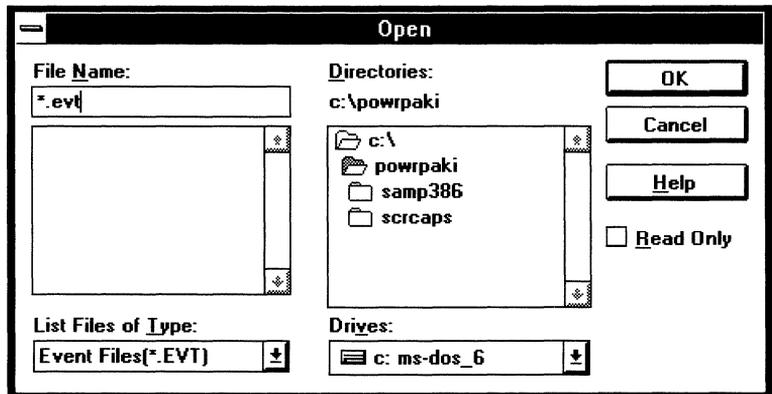 Open
File Name:
*.evt
Directories:
c:\powrpaki
c:\
powrpaki
samp386
scrcaps
OK
Cancel
Help
Read Only
List Files of Type:
Event Files(*.EVT)
Drives:
c: ms-dos_6